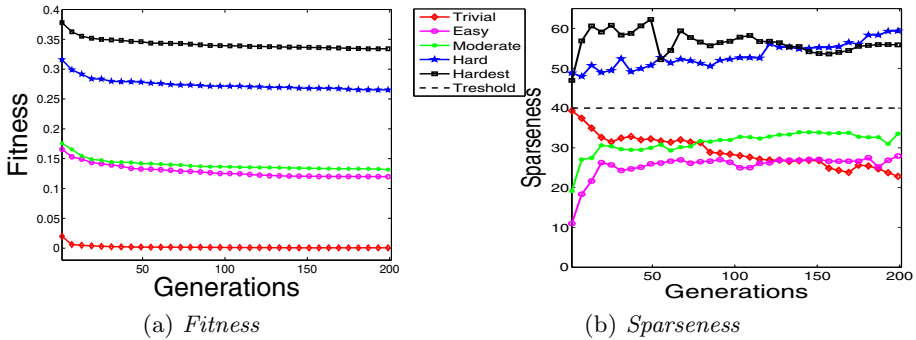 Fitness
0.4
0.35
0.3
0.25
0.2
0.15
0.1
0.05
0
50
100
150
200
Generations
(a) Fitness
Trivial
Easy
Moderate
Hard
Hardest
Treshold
Sparseness
60
50
40
30
20
10
0
50
100
150
200
Generations
(b) Sparseness